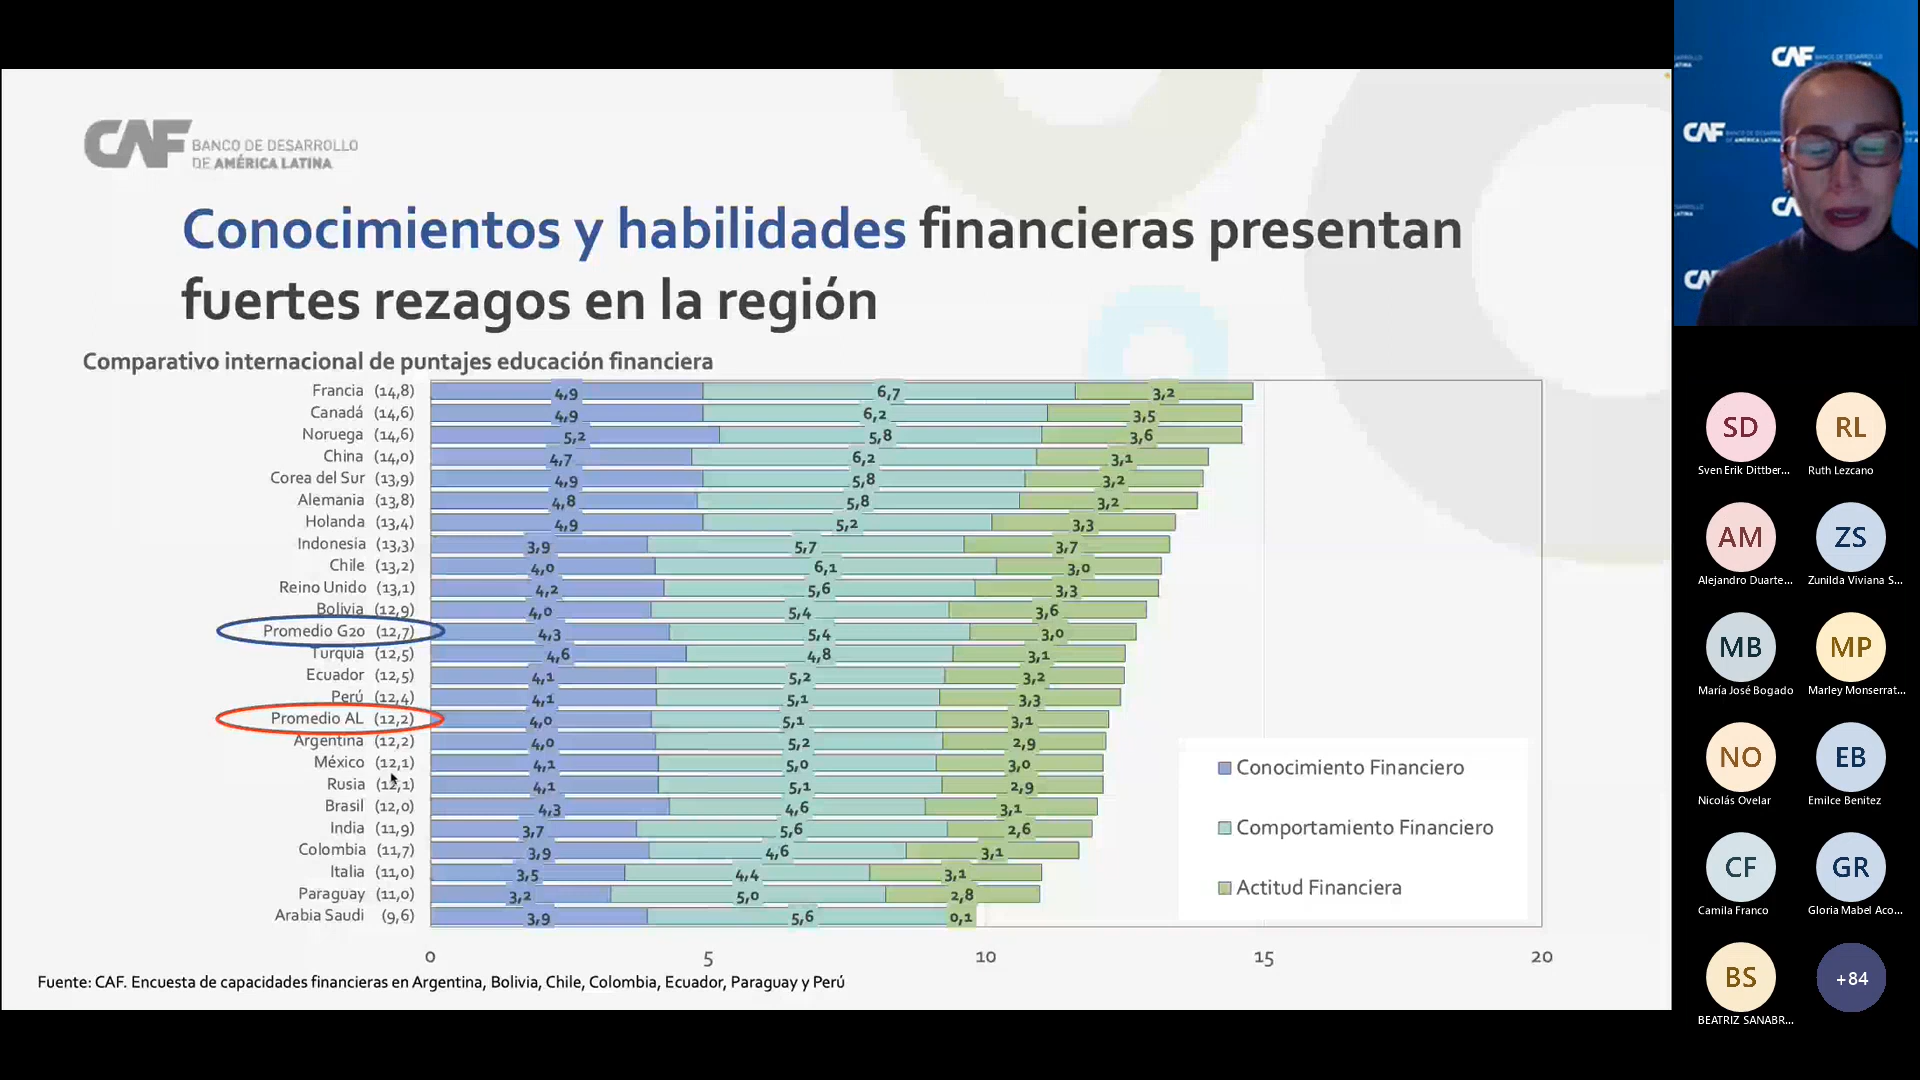 CAF BANCO DE DESARROLLO
DE AMÉRICA LATINA
Conocimientos y habilidades financieras presentan
fuertes rezagos en la región
Comparativo internacional de puntajes educación financiera
Francia (14,8) 4,9 6,7 3,2
Canadá (14,6) 4,9 6,2 3,5
Noruega (14,6) 5,2 5,8 3,6
China (14,0) 4,7 6,2 3,1
Corea del Sur (13,9) 4,9 5,8 3,2
Alemania (13,8) 4,8 5,8 3,2
Holanda (13,4) 4,9 5,2 3,3
Indonesia (13,3) 3,9 5,7 3,7
Chile (13,2) 4,0 6,1 3,0
Reino Unido (13,1) 4,2 5,6 3,3
Bolivia (12,9) 4,0 5,4 3,6
Promedio G20 (12,7) 4,3 5,4 3,0
Turquía (12,5) 4,6 4,8 3,1
Ecuador (12,5) 4,1 5,2 3,2
Perú (12,4) 4,1 5,1 3,3
Promedio AL (12,2) 4,0 5,1 3,1
Argentina (12,2) 4,0 5,2 2,9
México (12,1) 4,1 5,0 3,0
Rusia (12,1) 4,1 5,1 2,9
Brasil (12,0) 4,3 4,6 3,1
India (11,9) 3,7 5,6 2,6
Colombia (11,7) 3,9 4,6 3,1
Italia (11,0) 3,5 4,4 3,1
Paraguay (11,0) 3,2 5,0 2,8
Arabia Saudi (9,6) 3,9 5,6 0,1
0 5 10 15 20
Conocimiento Financiero
Comportamiento Financiero
Actitud Financiera
Fuente: CAF. Encuesta de capacidades financieras en Argentina, Bolivia, Chile, Colombia, Ecuador, Paraguay y Perú
CAF BANCO DE DESARROLLO
CAF
CA
CA
SD RL
Sven Erik Dittber... Ruth Lezcano
AM ZS
Alejandro Duarte... Zunilda Viviana S...
MB MP
María José Bogado Marley Monserrat...
NO EB
Nicolás Ovelar Emilce Benitez
CF GR
Camila Franco Gloria Mabel Aco...
BS +84
BEATRIZ SANABR...